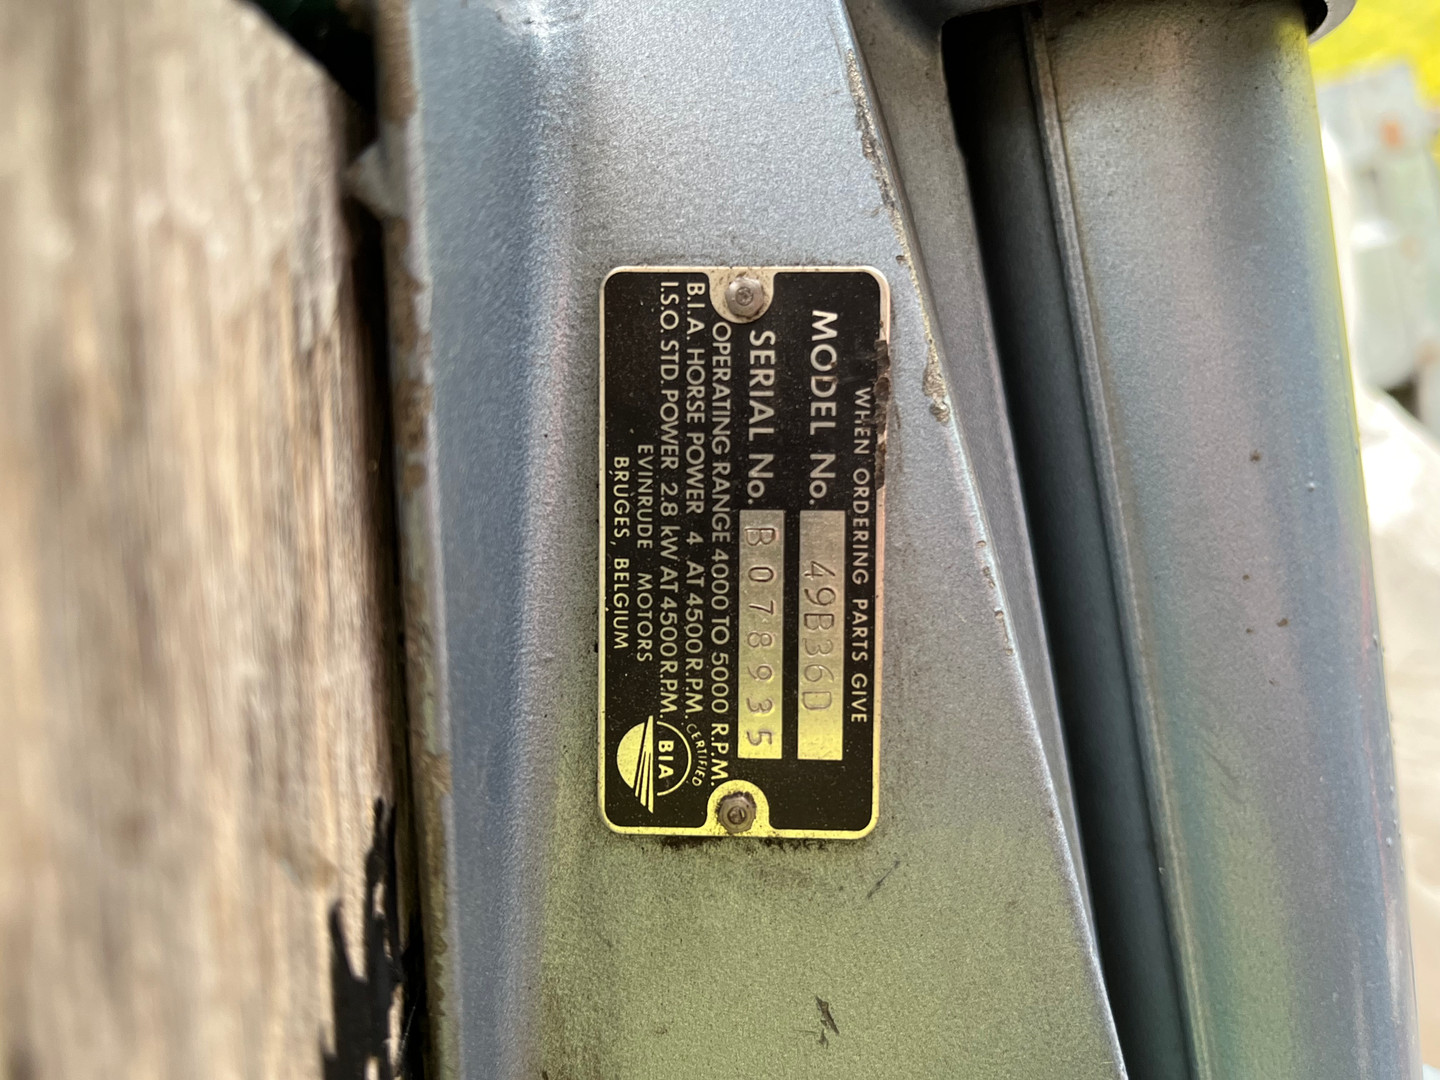 WHEN ORDERING PARTS GIVE
MODEL No. 49B36D
SERIAL No. B078935
OPERATING RANGE 4000 TO 5000 R.P.M.
B.I.A. HORSE POWER 4 AT 4500 R.P.M.
I.S.O. STD. POWER 2.8 kW AT 4500 R.P.M.
EVINRUDE MOTORS
BRUGES, BELGIUM
CERTIFIED
BIA